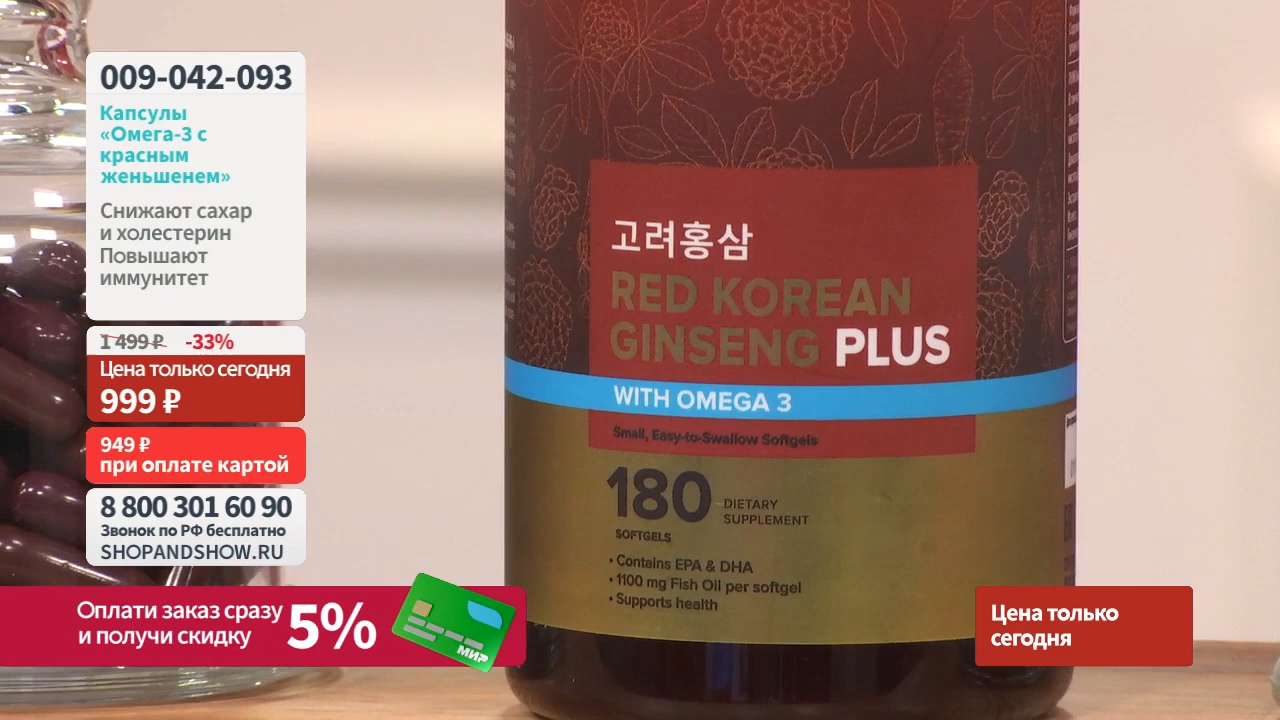 009-042-093
Капсулы
«Омега-3 с
красным
женьшенем»
Снижают сахар
и холестерин
Повышают
иммунитет
1 499 ₽ -33%
Цена только сегодня
999 ₽
949 ₽
при оплате картой
8 800 301 60 90
Звонок по РФ бесплатно
SHOPANDSHOW.RU
Оплати заказ сразу
и получи скидку
5%
МИР
고려홍삼
RED KOREAN
GINSENG PLUS
WITH OMEGA 3
Small, Easy-to-Swallow Softgels
180 DIETARY
SUPPLEMENT
SOFTGELS
• Contains EPA & DHA
• 1100 mg Fish Oil per softgel
• Supports health
Цена только
сегодня